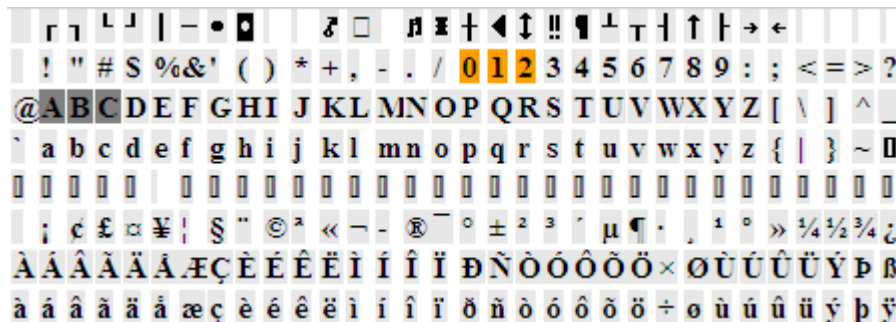 ┌ ┐ └ ┘ │ ─ • ◘ ♪ □ ♫ ┼ ◄ ↕ ‼ ¶ ┴ ┬ ┤ ↑ ├ → ←
! " # $ % & ' ( ) * + , - . / 0 1 2 3 4 5 6 7 8 9 : ; < = > ?
@ A B C D E F G H I J K L M N O P Q R S T U V W X Y Z [ \ ] ^ _
` a b c d e f g h i j k l m n o p q r s t u v w x y z { | } ~
¡ ¢ £ ¤ ¥ ¦ § ¨ © ª « ¬ - ® ¯ ° ± ² ³ ´ µ ¶ · ¸ ¹ º » ¼ ½ ¾ ¿
À Á Â Ã Ä Å Æ Ç È É Ê Ë Ì Í Î Ï Ð Ñ Ò Ó Ô Õ Ö × Ø Ù Ú Û Ü Ý Þ ß
à á â ã ä å æ ç è é ê ë ì í î ï ð ñ ò ó ô õ ö ÷ ø ù ú û ü ý þ ÿ